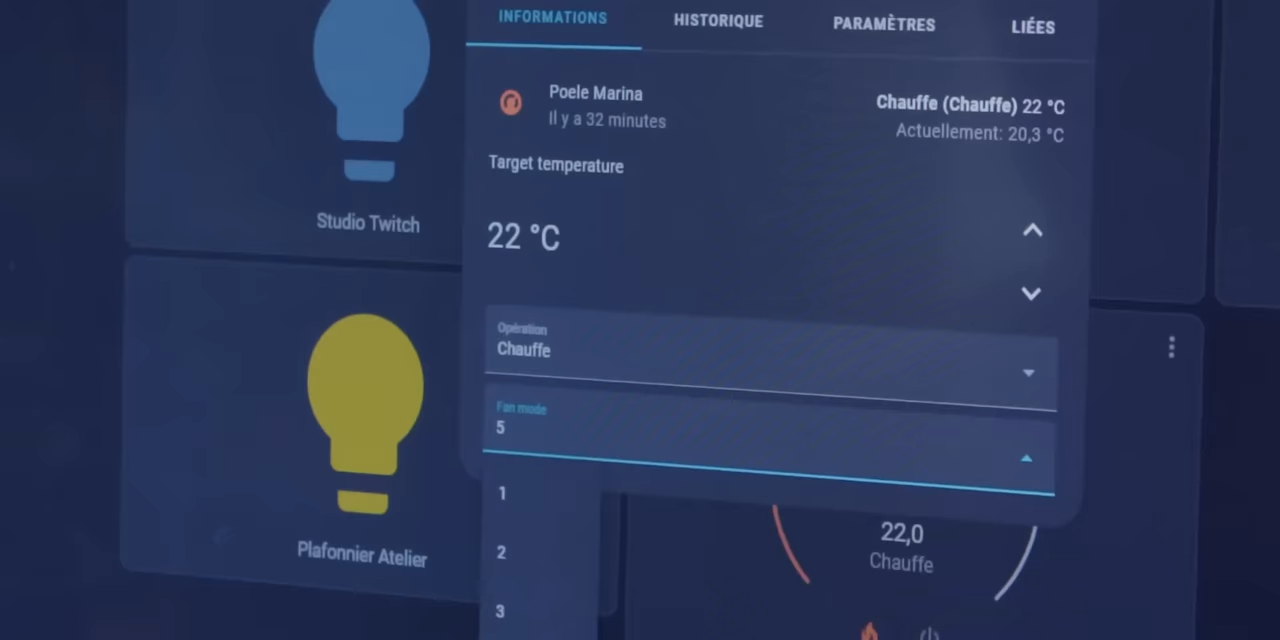 INFORMATIONS
HISTORIQUE
PARAMÈTRES
LIÉES
Poele Marina
Il y a 32 minutes
Chauffe (Chauffe) 22 °C
Actuellement: 20,3 °C
Target temperature
22 °C
Opération
Chauffe
Fan mode
5
1
2
3
Studio Twitch
Plafonnier Atelier
22,0
Chauffe